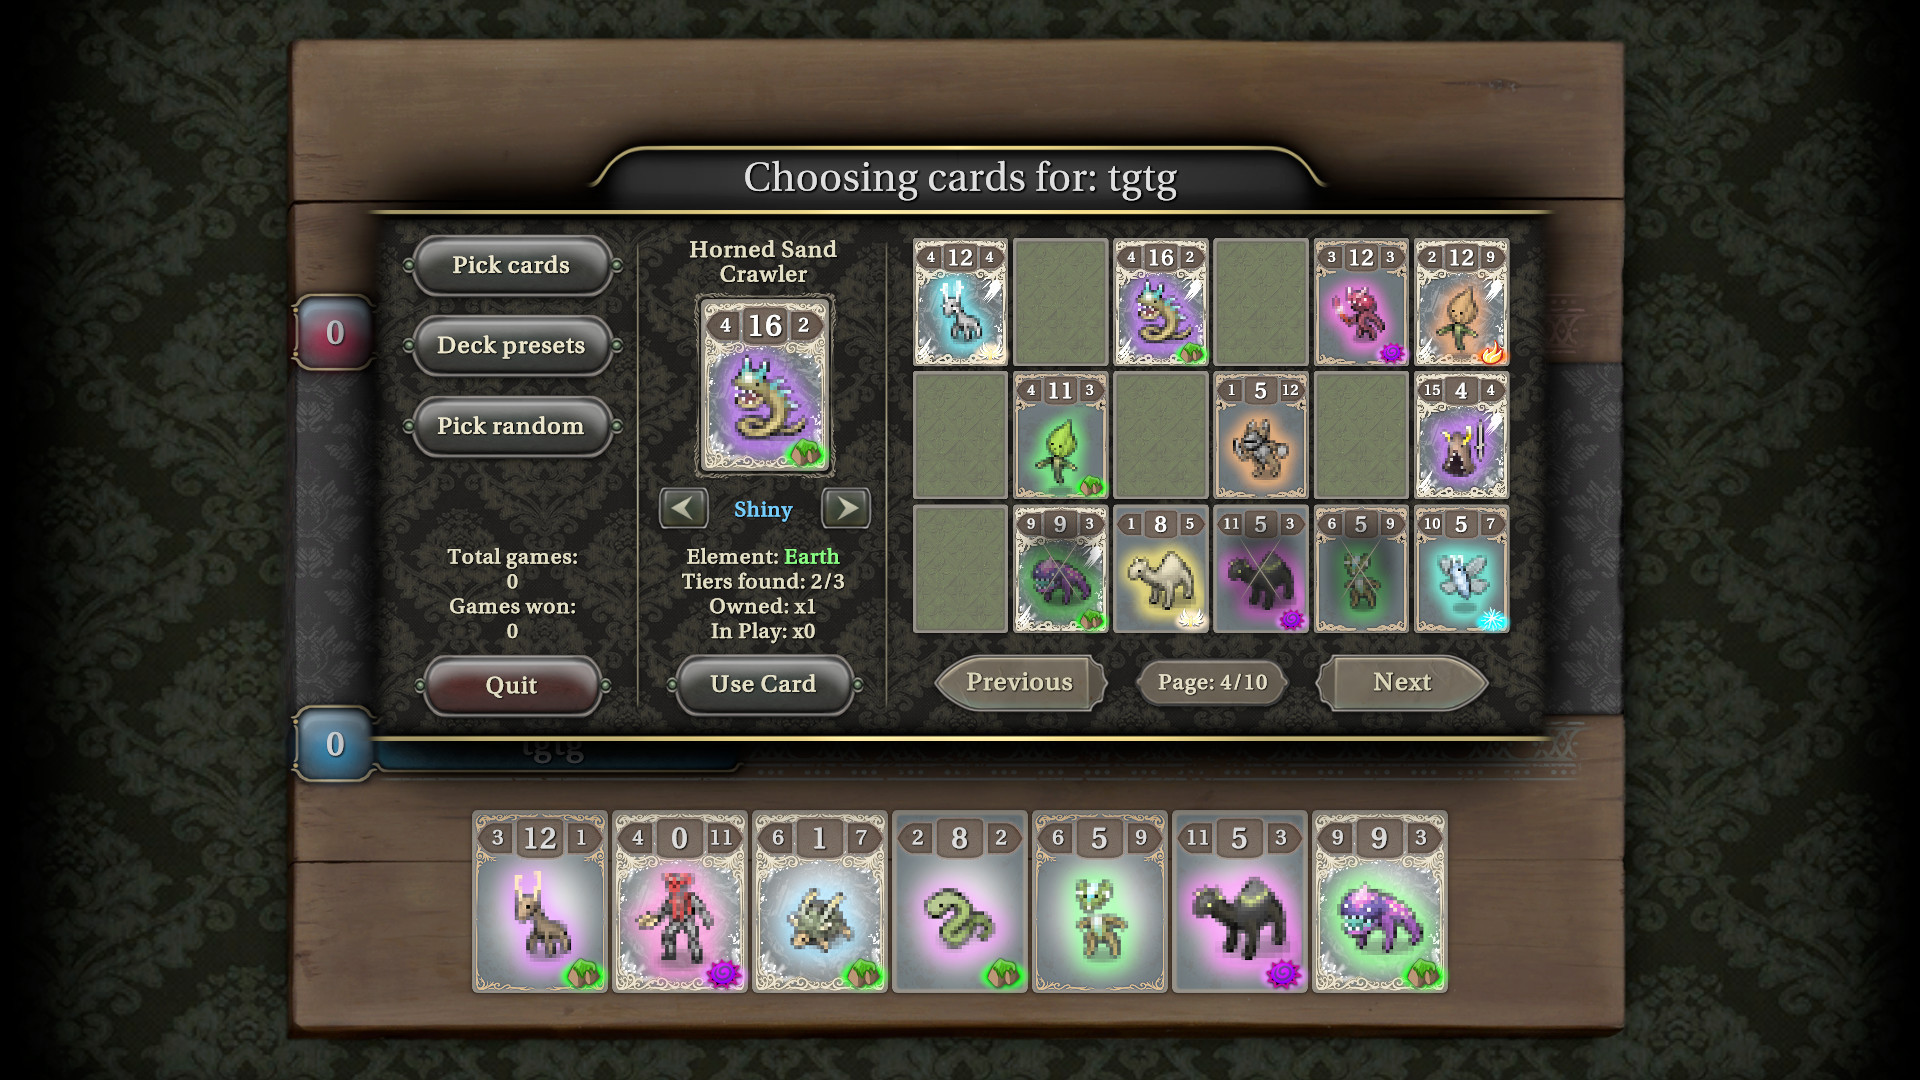 Choosing cards for: tgtg
Pick cards
Deck presets
Pick random
Total games:
0
Games won:
0
Quit
Horned Sand
Crawler
4 16 2
Shiny
Element: Earth
Tiers found: 2/3
Owned: x1
In Play: x0
Use Card
4 12 4
4 16 2
3 12 3
2 12 9
4 11 3
1 5 12
15 4 4
9 9 3
1 8 5
11 5 3
6 5 9
10 5 7
Previous
Page: 4/10
Next
0
0
tgtg
3 12 1
4 0 11
6 1 7
2 8 2
6 5 9
11 5 3
9 9 3